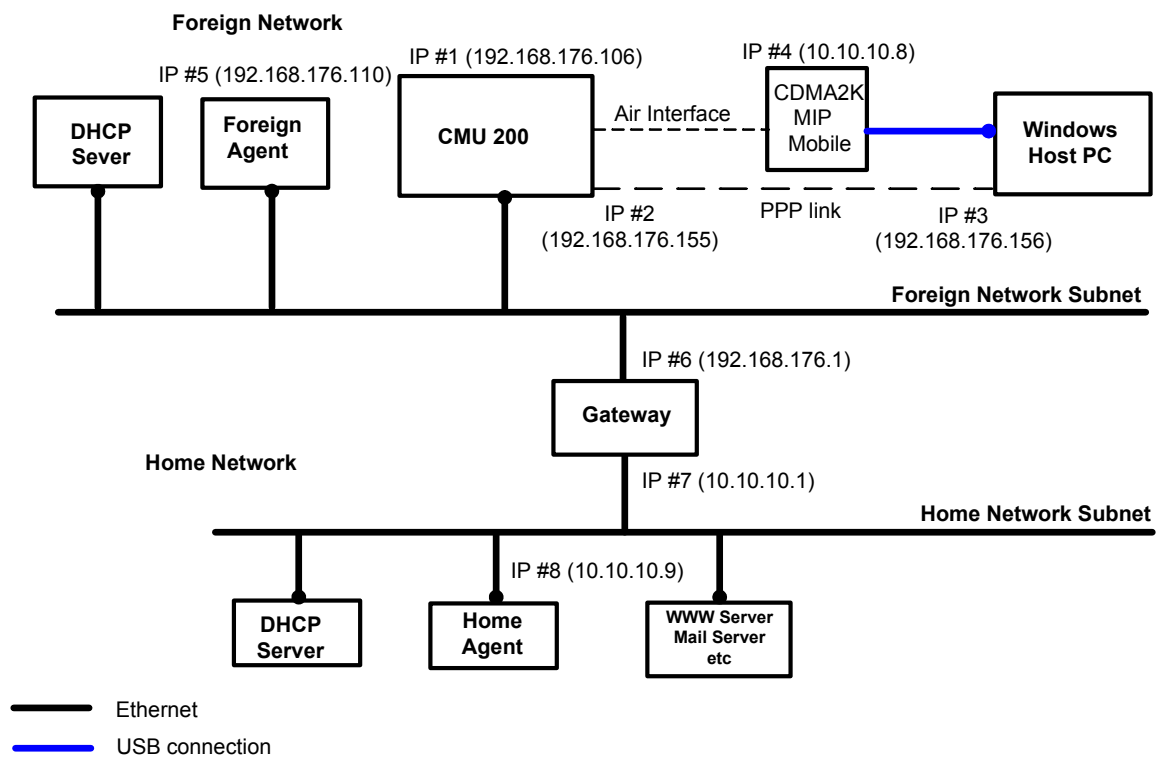 Foreign Network
IP #1 (192.168.176.106)
IP #4 (10.10.10.8)
IP #5 (192.168.176.110)
DHCP
Sever
Foreign
Agent
CMU 200
Air Interface
CDMA2K
MIP
Mobile
Windows
Host PC
IP #2
(192.168.176.155)
PPP link
IP #3
(192.168.176.156)
Foreign Network Subnet
IP #6 (192.168.176.1)
Gateway
Home Network
IP #7 (10.10.10.1)
Home Network Subnet
IP #8 (10.10.10.9)
DHCP
Server
Home
Agent
WWW Server
Mail Server
etc
Ethernet
USB connection